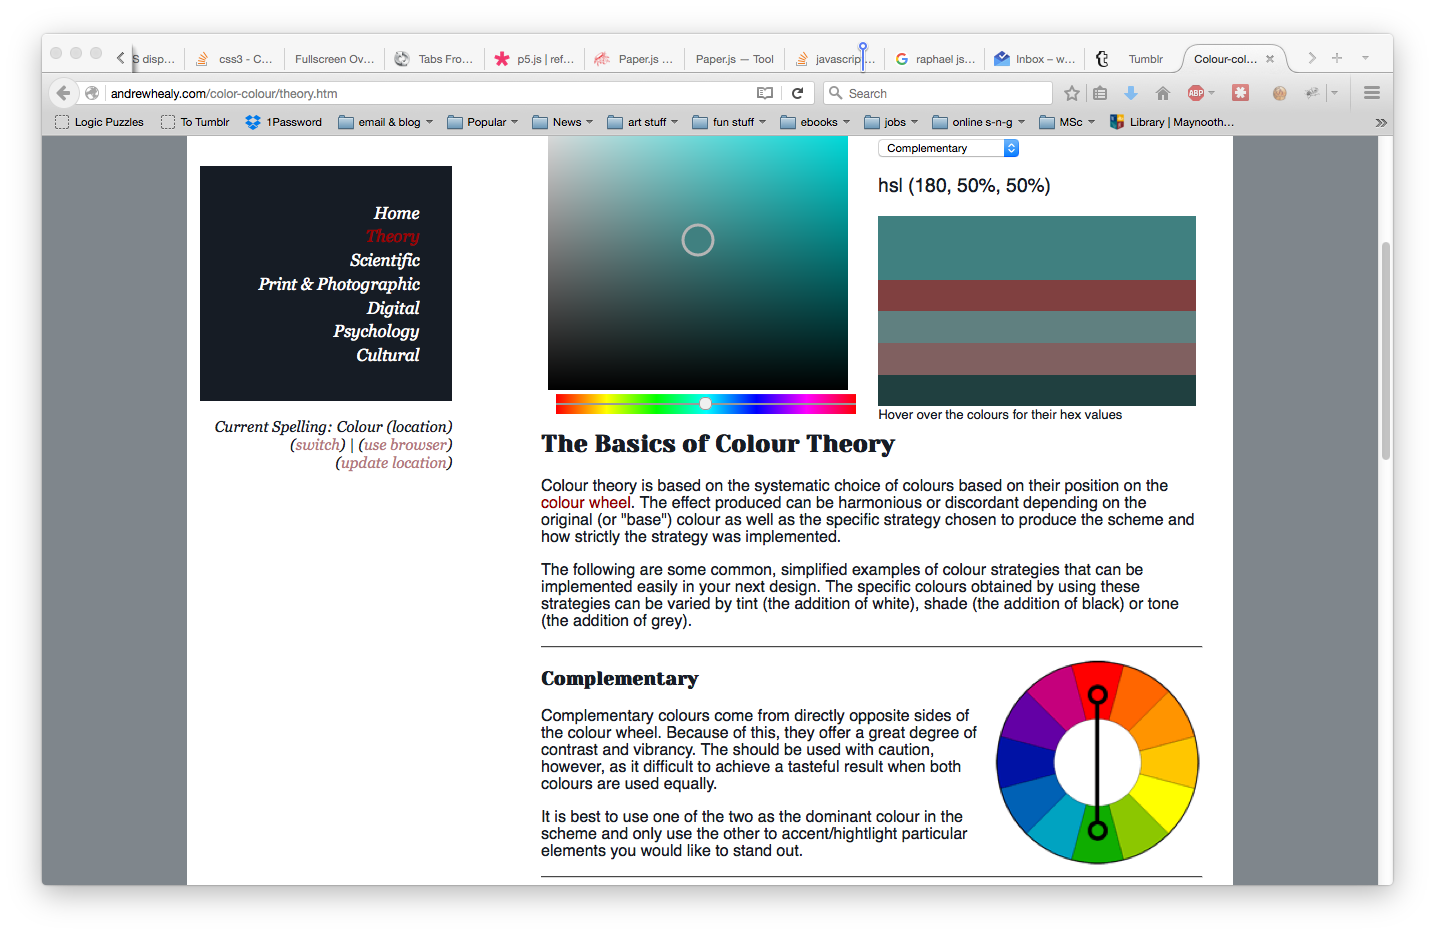 S disp...
css3 - C...
Fullscreen Ov...
Tabs Fro...
p5.js | ref...
Paper.js ...
Paper.js — Tool
javascrip...
raphael js...
Inbox – w...
Tumblr
Colour-col...
andrewhealy.com/color-colour/theory.htm
Search
ABP
Logic Puzzles
To Tumblr
1Password
email & blog
Popular
News
art stuff
fun stuff
ebooks
jobs
online s-n-g
MSc
Library | Maynooth...
Home
Theory
Scientific
Print & Photographic
Digital
Psychology
Cultural
Current Spelling: Colour (location)
(switch) | (use browser)
(update location)
Complementary
hsl (180, 50%, 50%)
Hover over the colours for their hex values
The Basics of Colour Theory
Colour theory is based on the systematic choice of colours based on their position on the
colour wheel. The effect produced can be harmonious or discordant depending on the
original (or "base") colour as well as the specific strategy chosen to produce the scheme and
how strictly the strategy was implemented.
The following are some common, simplified examples of colour strategies that can be
implemented easily in your next design. The specific colours obtained by using these
strategies can be varied by tint (the addition of white), shade (the addition of black) or tone
(the addition of grey).
Complementary
Complementary colours come from directly opposite sides of
the colour wheel. Because of this, they offer a great degree of
contrast and vibrancy. The should be used with caution,
however, as it difficult to achieve a tasteful result when both
colours are used equally.
It is best to use one of the two as the dominant colour in the
scheme and only use the other to accent/hightlight particular
elements you would like to stand out.